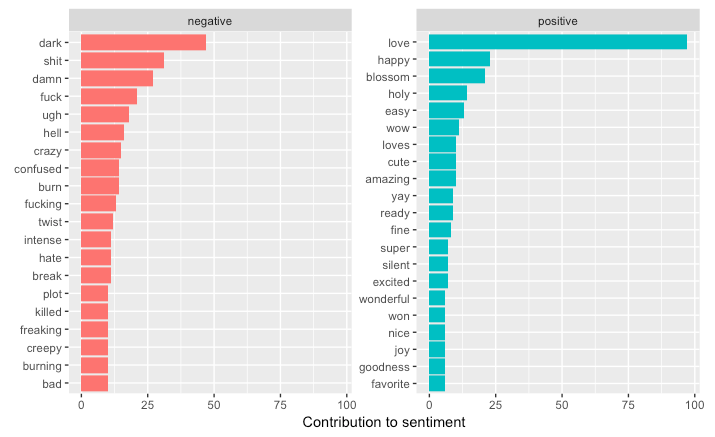 negative
dark
shit
damn
fuck
ugh
hell
crazy
confused
burn
fucking
twist
intense
hate
break
plot
killed
freaking
creepy
burning
bad
0 25 50 75 100
positive
love
happy
blossom
holy
easy
wow
loves
cute
amazing
yay
ready
fine
super
silent
excited
wonderful
won
nice
joy
goodness
favorite
0 25 50 75 100
Contribution to sentiment